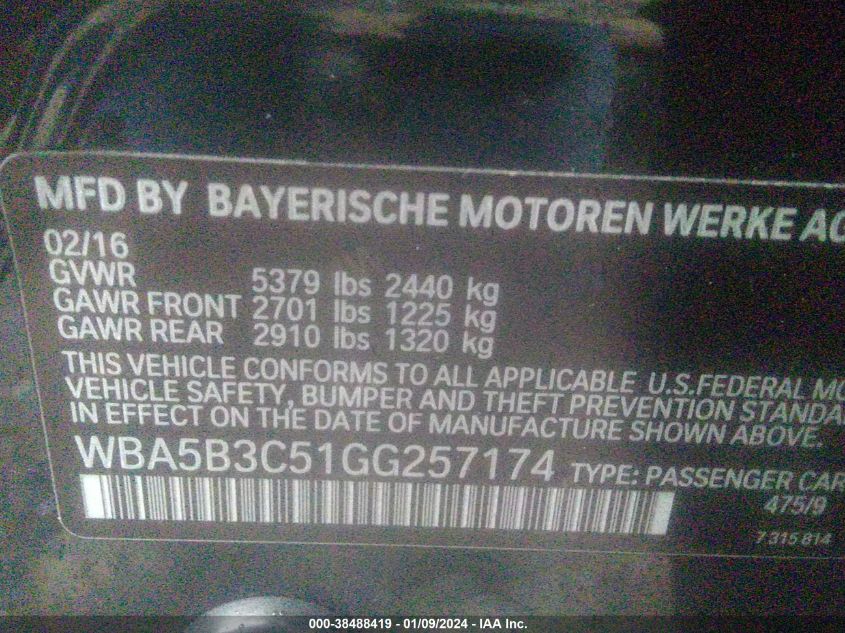 MFD BY BAYERISCHE MOTOREN WERKE AG
02/16
GVWR 5379 lbs 2440 kg
GAWR FRONT 2701 lbs 1225 kg
GAWR REAR 2910 lbs 1320 kg
THIS VEHICLE CONFORMS TO ALL APPLICABLE U.S.FEDERAL MO
VEHICLE SAFETY, BUMPER AND THEFT PREVENTION STANDA
IN EFFECT ON THE DATE OF MANUFACTURE SHOWN ABOVE.
WBA5B3C51GG257174 TYPE: PASSENGER CAR
475/9
7 315 814
000-38488419 - 01/09/2024 - IAA Inc.